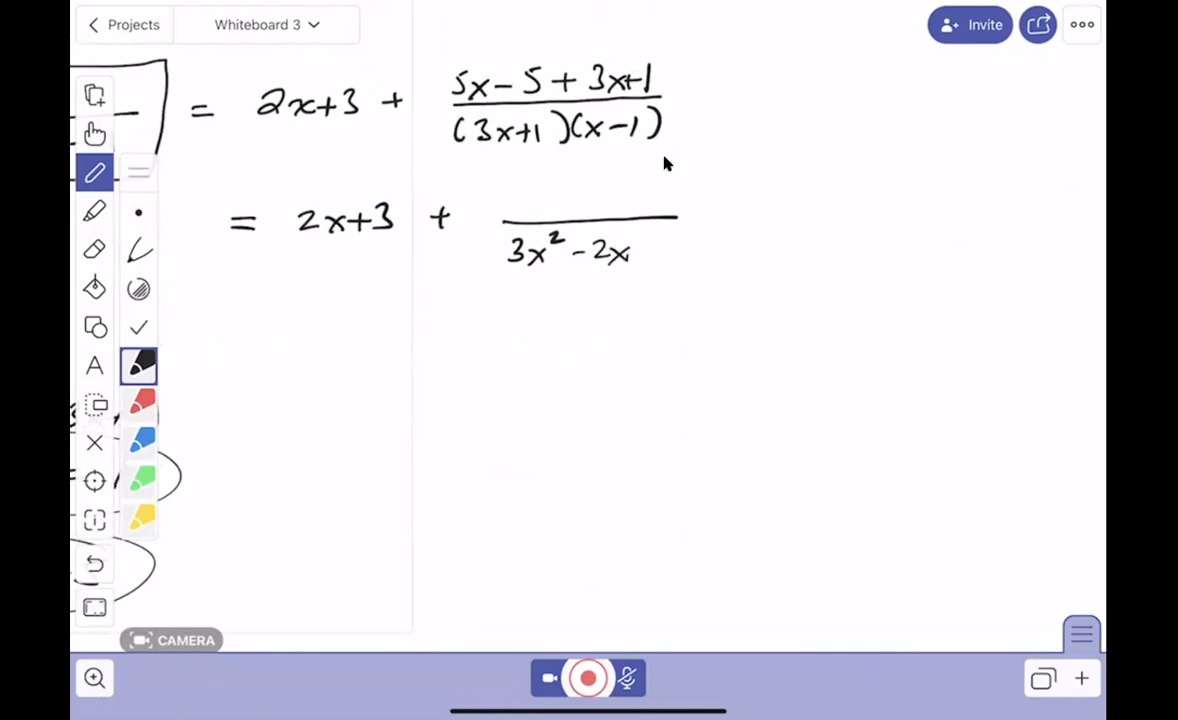 Projects
Whiteboard 3
Invite
= 2x+3 + (5x-5+3x+1)/((3x+1)(x-1))
= 2x+3 + /(3x²-2x)
A
CAMERA